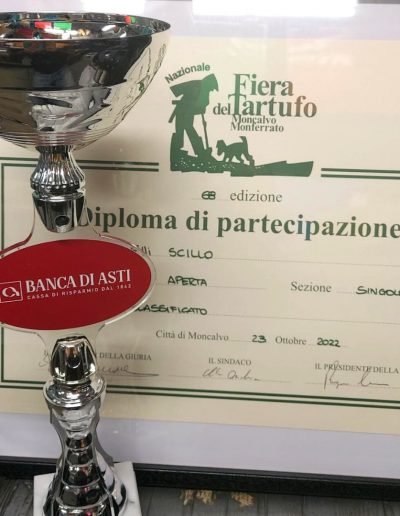 Nazionale
Fiera
del Tartufo
Moncalvo
Monferrato
68 edizione
Diploma di partecipazione
SCILLO
APERTA Sezione SINGOL
BANCA DI ASTI
CASSA DI RISPARMIO DAL 1842
LASSIFICATO
Città di Moncalvo 23 Ottobre 2022
DELLA GIURIA IL SINDACO IL PRESIDENTE DELLA